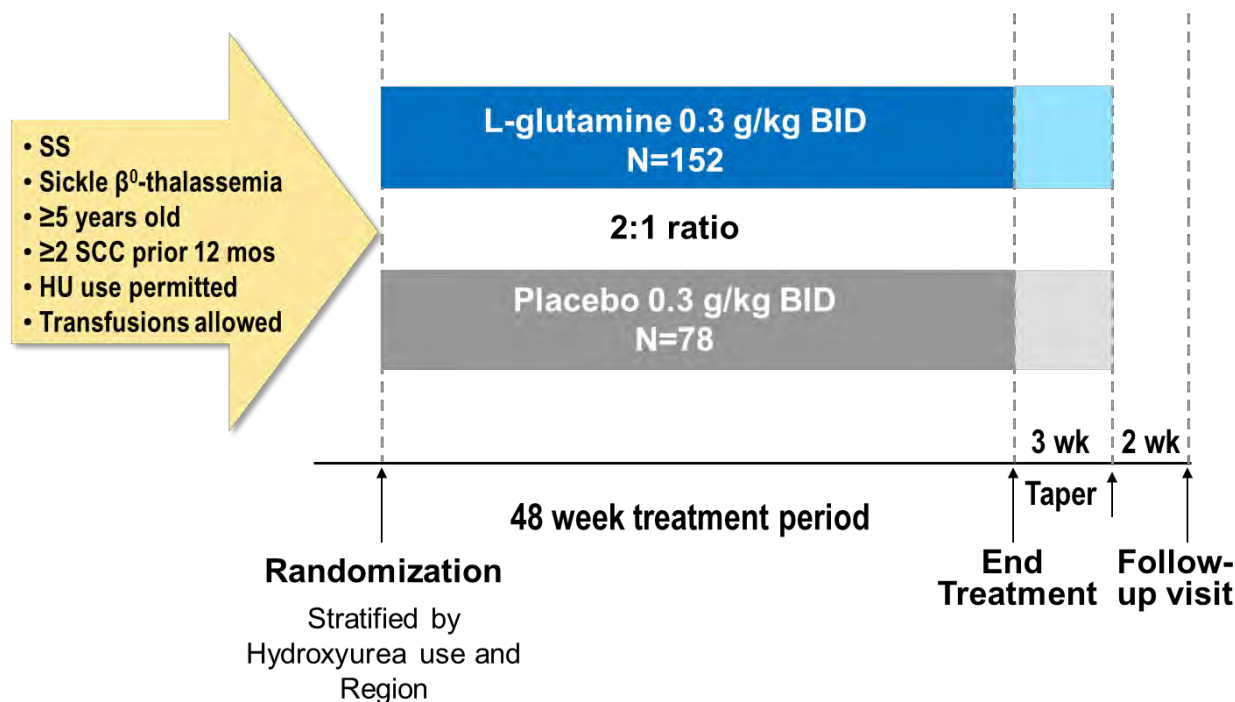 • SS
• Sickle β⁰-thalassemia
• ≥5 years old
• ≥2 SCC prior 12 mos
• HU use permitted
• Transfusions allowed
L-glutamine 0.3 g/kg BID
N=152
2:1 ratio
Placebo 0.3 g/kg BID
N=78
3 wk
2 wk
Taper
48 week treatment period
Randomization
Stratified by
Hydroxyurea use and
Region
End
Treatment
Follow-
up visit